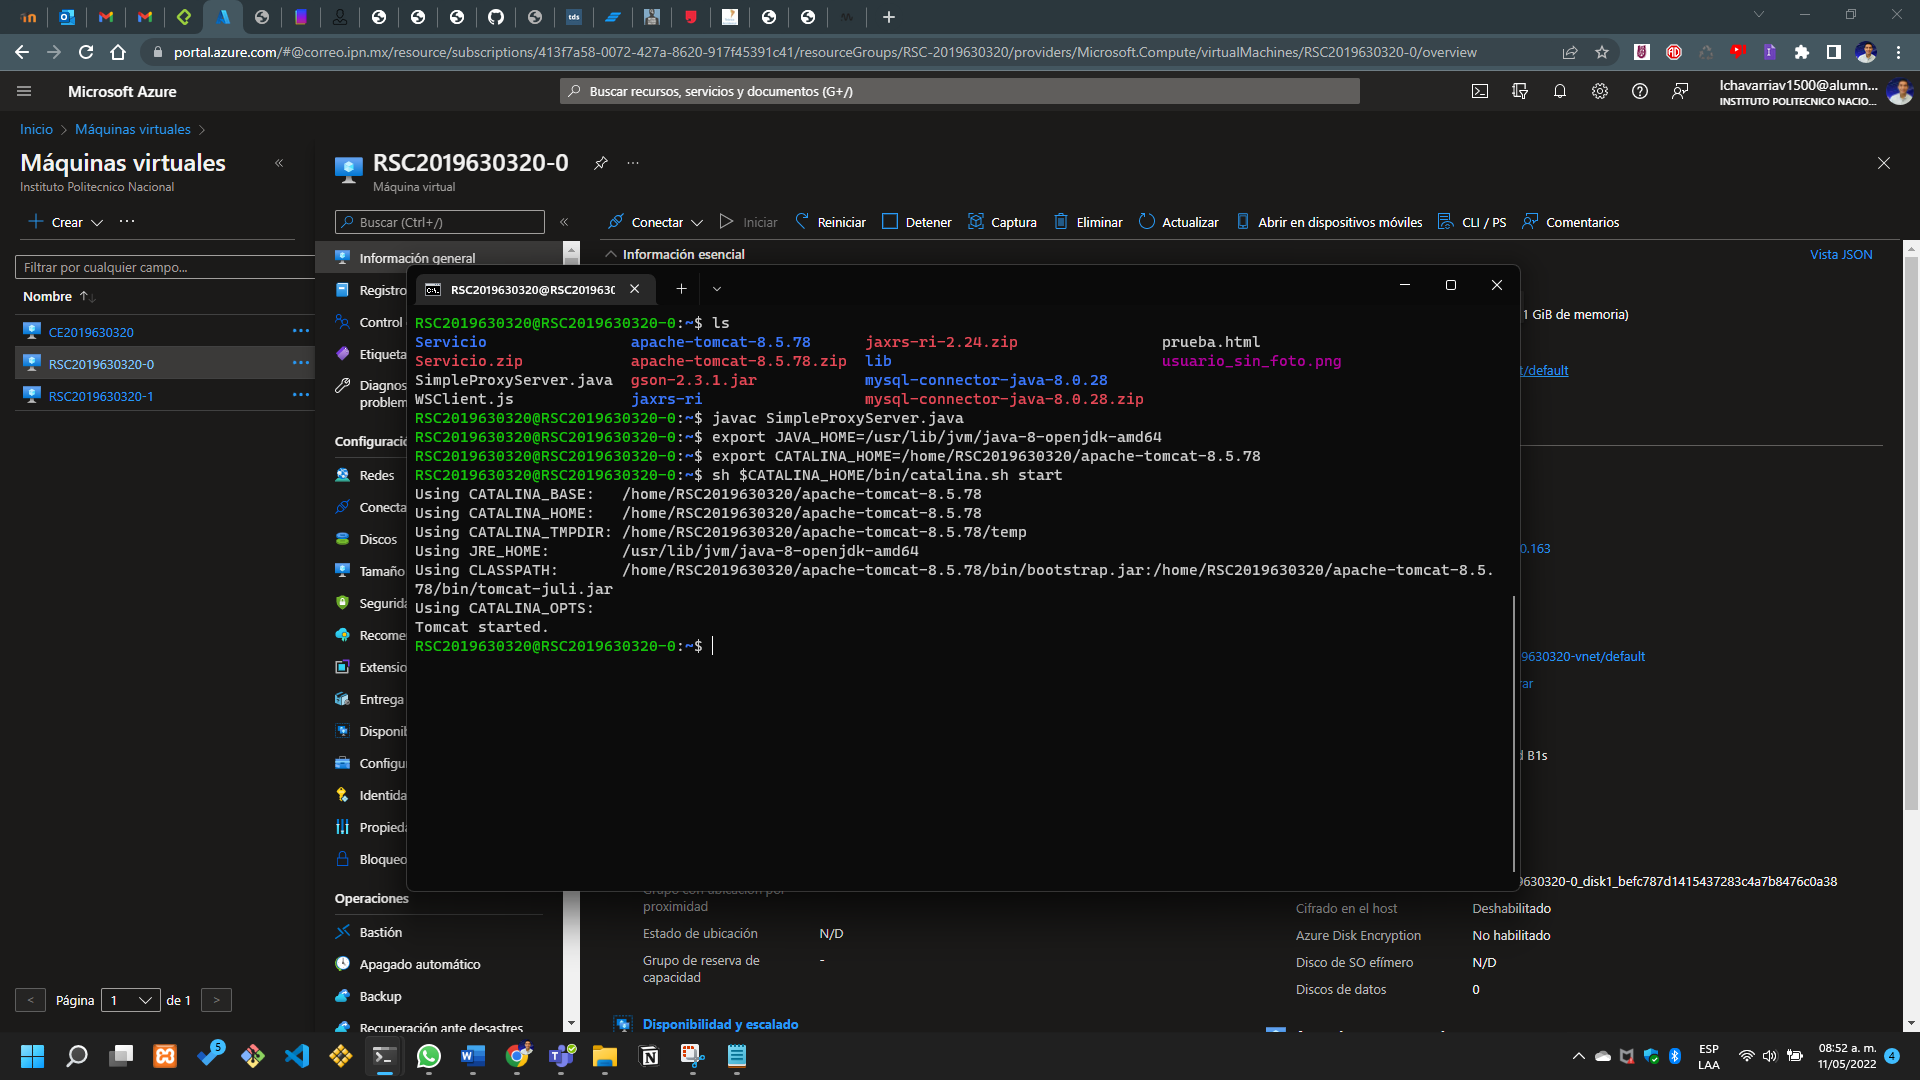 tds
portal.azure.com/#@correo.ipn.mx/resource/subscriptions/413f7a58-0072-427a-8620-917f45391c41/resourceGroups/RSC-2019630320/providers/Microsoft.Compute/virtualMachines/RSC2019630320-0/overview
Microsoft Azure
Buscar recursos, servicios y documentos (G+/)
lchavarriav1500@alumn...
INSTITUTO POLITECNICO NACIO...
Inicio > Máquinas virtuales >
Máquinas virtuales
Instituto Politecnico Nacional
RSC2019630320-0
Máquina virtual
Crear
Buscar (Ctrl+/)
Conectar
Iniciar
Reiniciar
Detener
Captura
Eliminar
Actualizar
Abrir en dispositivos móviles
CLI / PS
Comentarios
Filtrar por cualquier campo...
Nombre
CE2019630320
RSC2019630320-0
RSC2019630320-1
Información general
Registro
Control
Etiqueta
Diagnos
problem
Configuraci
Redes
Conecta
Discos
Tamaño
Segurida
Recome
Extensio
Entrega
Disponib
Configu
Identida
Propieda
Bloqueo
Operaciones
Bastión
Apagado automático
Backup
Recuperación ante desastres
Información esencial
Vista JSON
1 GiB de memoria)
t/default
0.163
9630320-vnet/default
rar
d B1s
RSC2019630320@RSC201963
RSC2019630320@RSC2019630320-0:~$ ls
Servicio apache-tomcat-8.5.78 jaxrs-ri-2.24.zip prueba.html
Servicio.zip apache-tomcat-8.5.78.zip lib usuario_sin_foto.png
SimpleProxyServer.java gson-2.3.1.jar mysql-connector-java-8.0.28
WSClient.js jaxrs-ri mysql-connector-java-8.0.28.zip
RSC2019630320@RSC2019630320-0:~$ javac SimpleProxyServer.java
RSC2019630320@RSC2019630320-0:~$ export JAVA_HOME=/usr/lib/jvm/java-8-openjdk-amd64
RSC2019630320@RSC2019630320-0:~$ export CATALINA_HOME=/home/RSC2019630320/apache-tomcat-8.5.78
RSC2019630320@RSC2019630320-0:~$ sh $CATALINA_HOME/bin/catalina.sh start
Using CATALINA_BASE: /home/RSC2019630320/apache-tomcat-8.5.78
Using CATALINA_HOME: /home/RSC2019630320/apache-tomcat-8.5.78
Using CATALINA_TMPDIR: /home/RSC2019630320/apache-tomcat-8.5.78/temp
Using JRE_HOME: /usr/lib/jvm/java-8-openjdk-amd64
Using CLASSPATH: /home/RSC2019630320/apache-tomcat-8.5.78/bin/bootstrap.jar:/home/RSC2019630320/apache-tomcat-8.5.
78/bin/tomcat-juli.jar
Using CATALINA_OPTS:
Tomcat started.
RSC2019630320@RSC2019630320-0:~$
proximidad
Estado de ubicación N/D
Grupo de reserva de
capacidad -
Disponibilidad y escalado
9630320-0_disk1_befc787d1415437283c4a7b8476c0a38
Cifrado en el host Deshabilitado
Azure Disk Encryption No habilitado
Disco de SO efímero N/D
Discos de datos 0
< Página 1 de 1 >
5
ESP
LAA
08:52 a. m.
11/05/2022
4